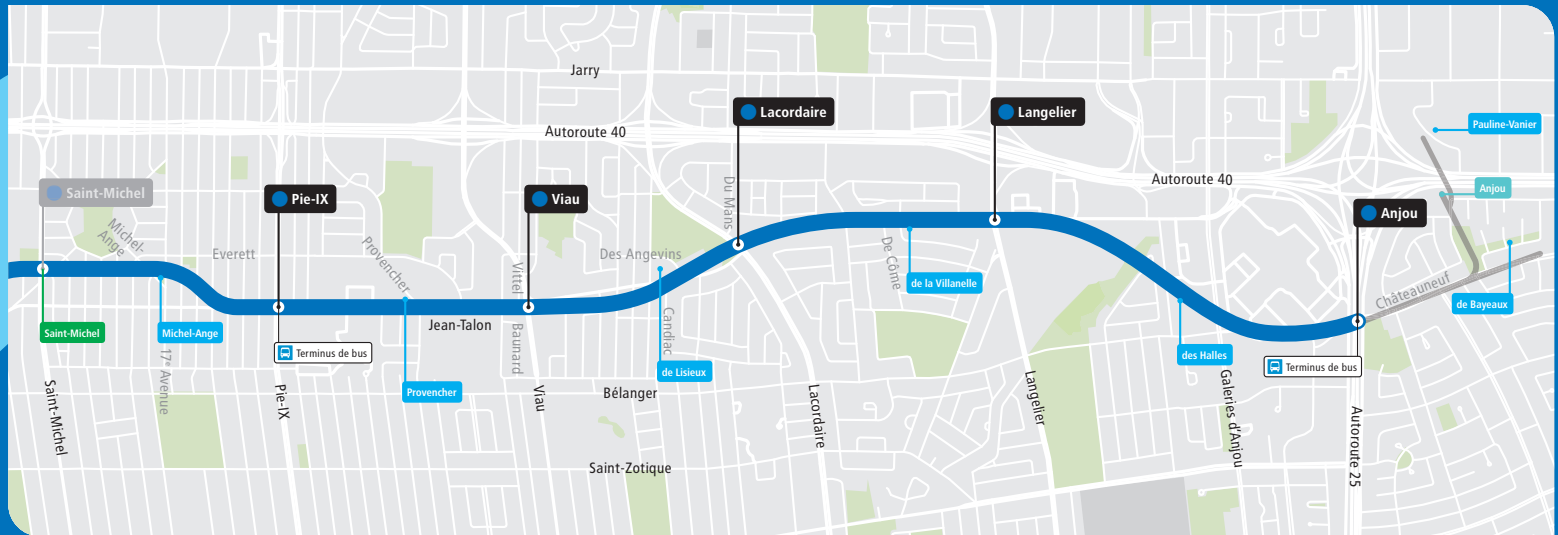 Jarry
Lacordaire
Langelier
Pauline-Vanier
Autoroute 40
Autoroute 40
Saint-Michel
Pie-IX
Viau
Du Mans
Anjou
Anjou
Michel-
Ange
Everett
Provencher
Vittel
Des Angevins
De Côme
de la Villanelle
Châteauneuf
de Bayeaux
Saint-Michel
Michel-Ange
Jean-Talon
Baunard
Candiac
Terminus de bus
des Halles
Terminus de bus
17e Avenue
Provencher
de Lisieux
Bélanger
Saint-Michel
Pie-IX
Viau
Lacordaire
Langelier
Galeries d'Anjou
Autoroute 25
Saint-Zotique